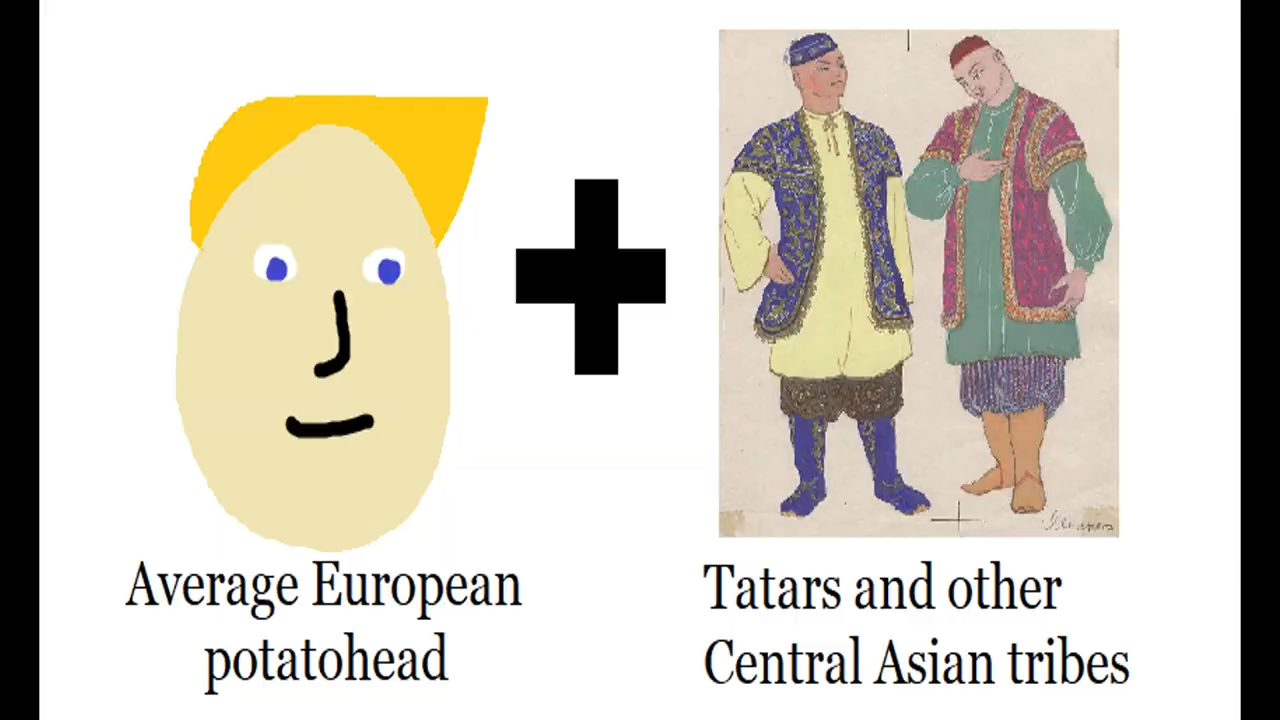 Average European
potatohead
Tatars and other
Central Asian tribes